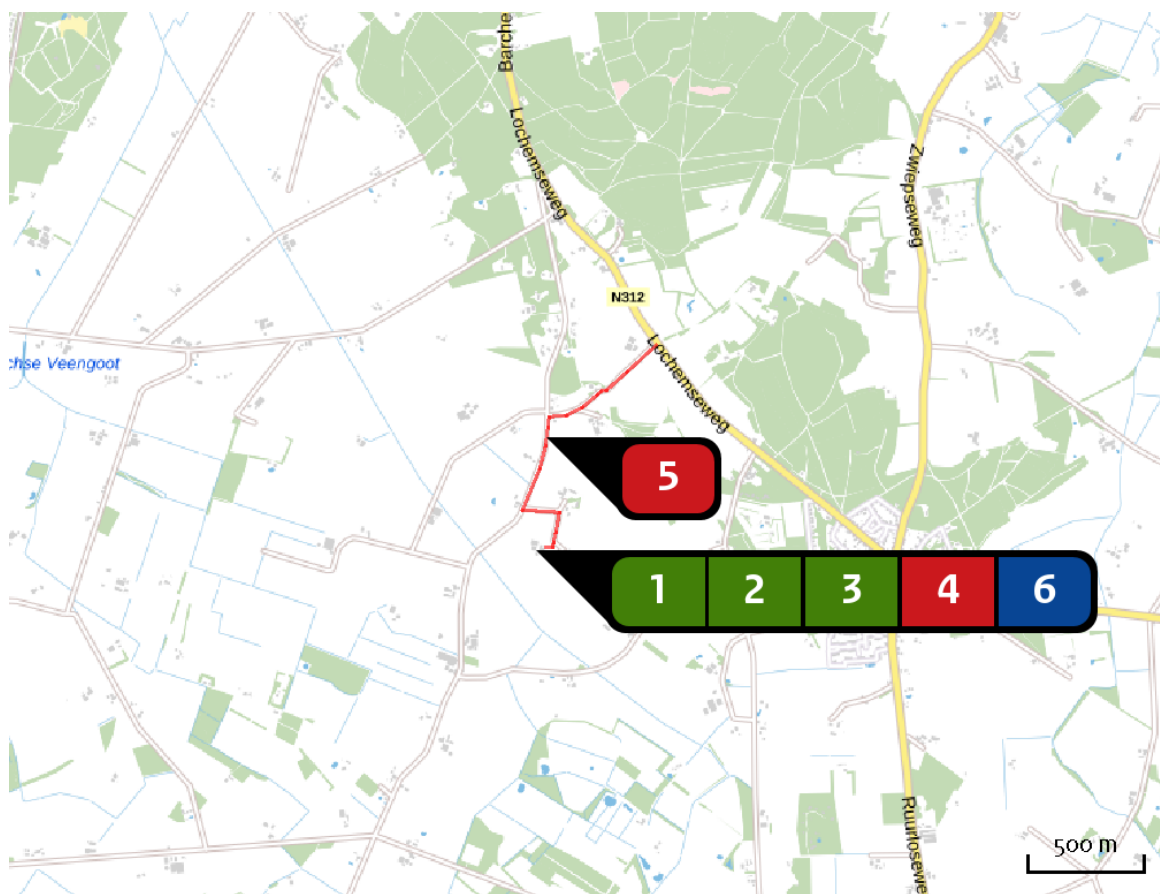 Barche
Lochemseweg
Zwiepseweg
N312
chse Veengoot
Lochemseweg
5
1 2 3 4 6
Ruurlosewe
500 m